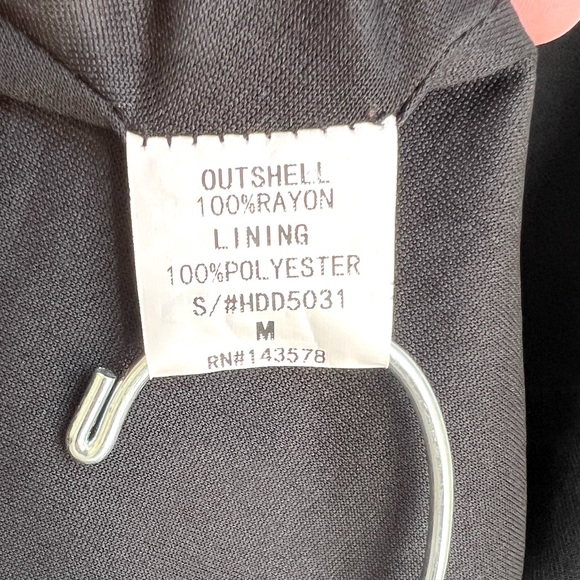 OUTSHELL
100%RAYON
LINING
100%POLYESTER
S/#HDD5031
M
RN#143578